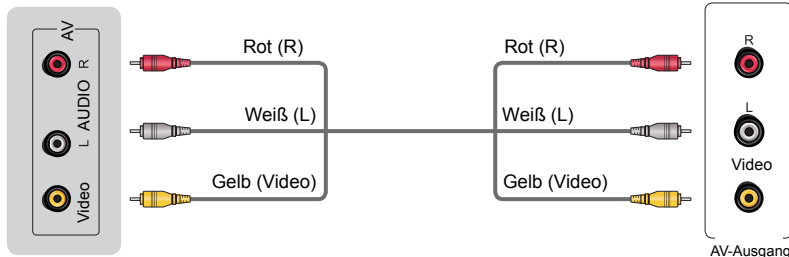 AV
AUDIO
R
L
Video
Rot (R)
Weiß (L)
Gelb (Video)
Rot (R)
Weiß (L)
Gelb (Video)
R
L
Video
AV-Ausgang